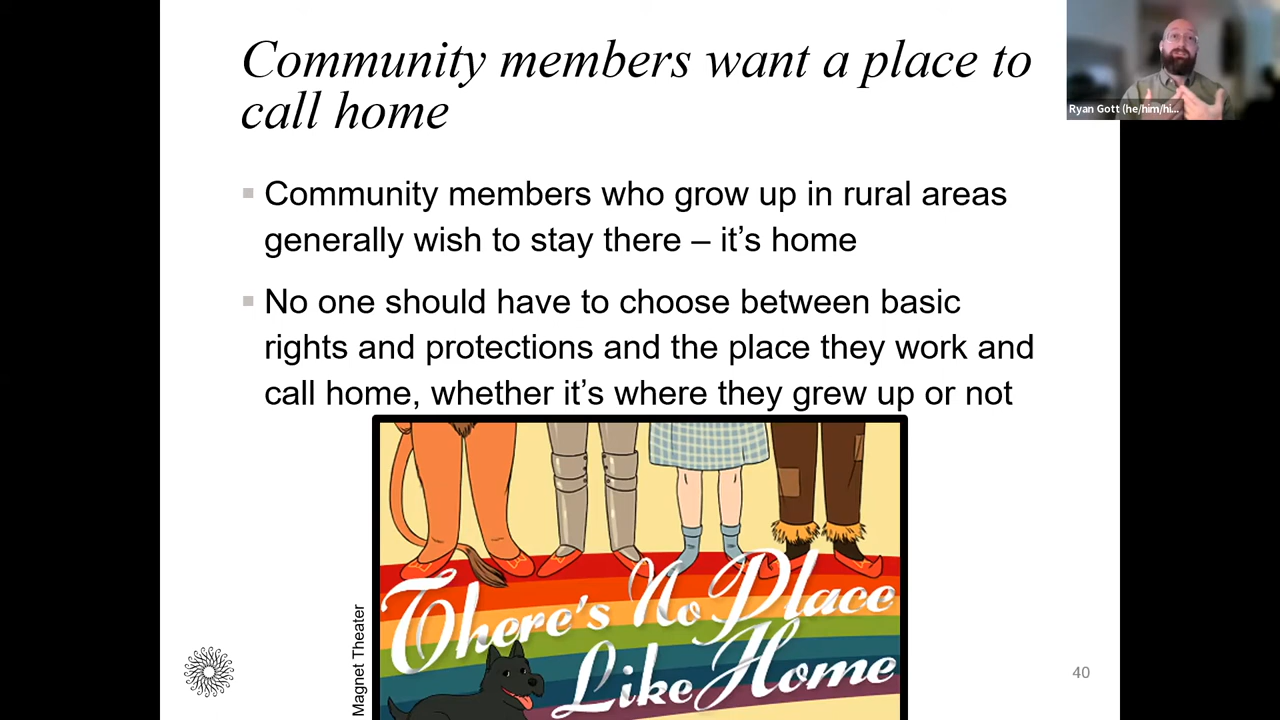 Community members want a place to
call home
Ryan Gott (he/him/hi...
Community members who grow up in rural areas
generally wish to stay there – it’s home
No one should have to choose between basic
rights and protections and the place they work and
call home, whether it’s where they grew up or not
There's No Place
Like Home
Magnet Theater
40